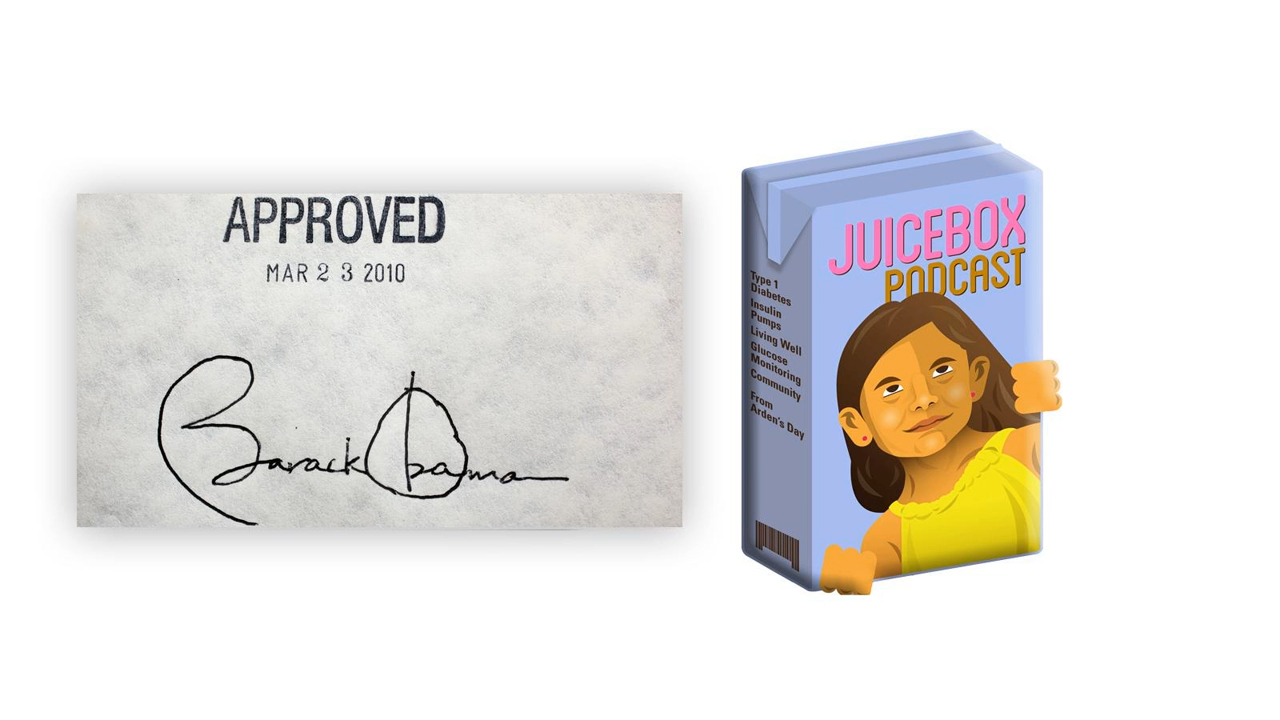 APPROVED
MAR 2 3 2010
Barack Obama
JUICEBOX
PODCAST
Type 1
Diabetes
Insulin
Pumps
Living Well
Glucose
Monitoring
Community
From
Arden's Day